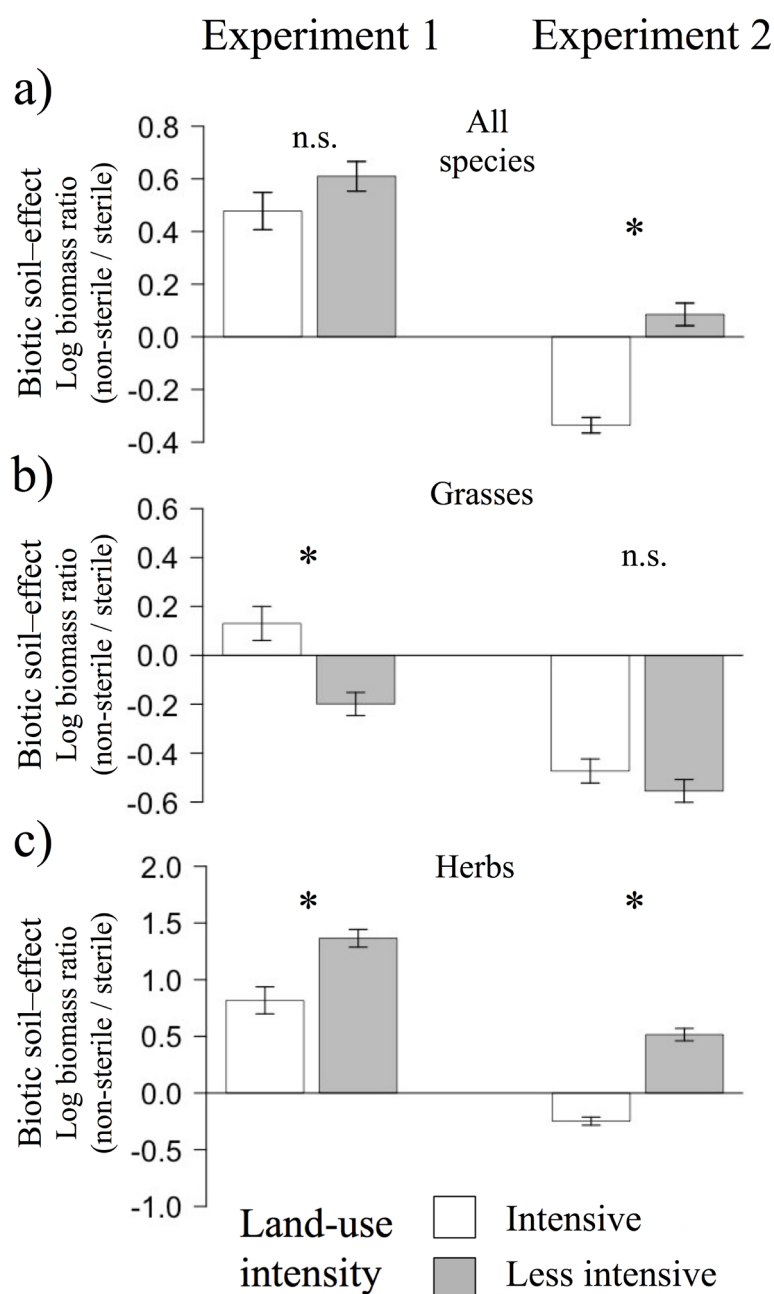 Experiment 1 Experiment 2
a)
Biotic soil–effect
Log biomass ratio
(non-sterile / sterile)
0.8
0.6
0.4
0.2
0.0
-0.2
-0.4
n.s.
All
species
*
b)
Biotic soil–effect
Log biomass ratio
(non-sterile / sterile)
0.6
0.4
0.2
0.0
-0.2
-0.4
-0.6
Grasses
*
n.s.
c)
Biotic soil–effect
Log biomass ratio
(non-sterile / sterile)
2.0
1.5
1.0
0.5
0.0
-0.5
-1.0
Herbs
*
*
Land-use
intensity
Intensive
Less intensive